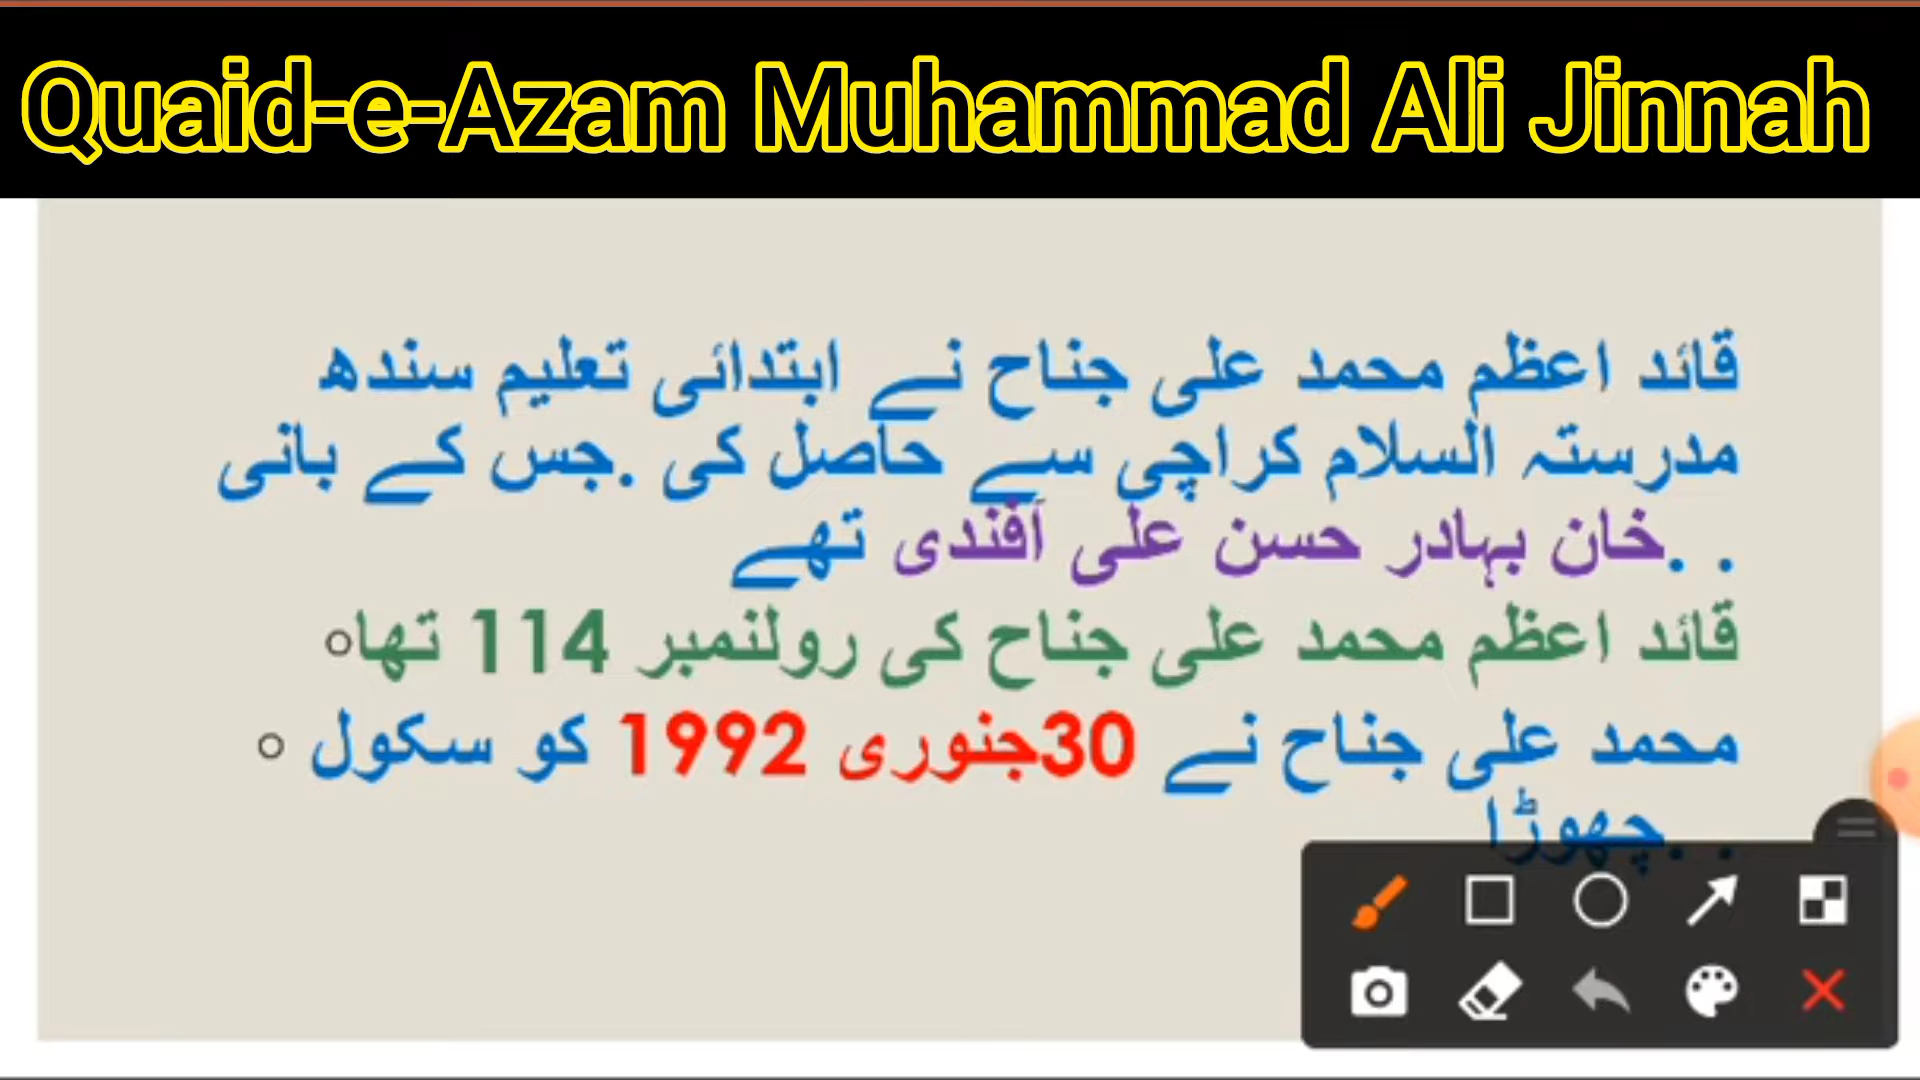 Quaid-e-Azam Muhammad Ali Jinnah
قائد اعظم محمد علی جناح نے ابتدائی تعلیم سندھ
مدرستہ السلام کراچی سے حاصل کی .جس کے بانی
. .خان بہادر حسن علی آفندی تھے
قائد اعظم محمد علی جناح کی رولنمبر 114 تھا
محمد علی جناح نے 30جنوری 1992 کو سکول
. .چھوڑا